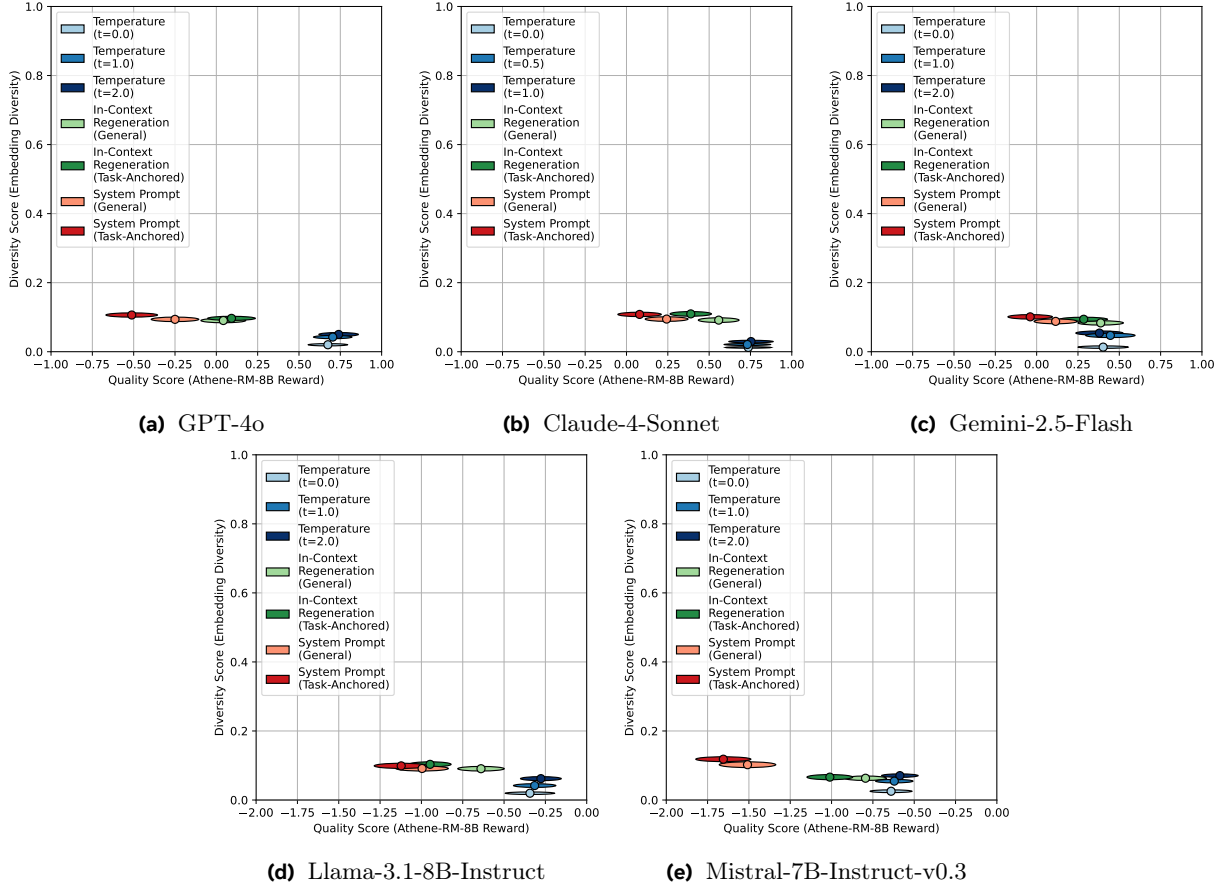 Diversity Score (Embedding Diversity)
1.0
0.8
0.6
0.4
0.2
0.0
Temperature
(t=0.0)
Temperature
(t=1.0)
Temperature
(t=2.0)
In-Context
Regeneration
(General)
In-Context
Regeneration
(Task-Anchored)
System Prompt
(General)
System Prompt
(Task-Anchored)
−1.00 −0.75 −0.50 −0.25 0.00 0.25 0.50 0.75 1.00
Quality Score (Athene-RM-8B Reward)
(a) GPT-4o
Diversity Score (Embedding Diversity)
1.0
0.8
0.6
0.4
0.2
0.0
Temperature
(t=0.0)
Temperature
(t=0.5)
Temperature
(t=1.0)
In-Context
Regeneration
(General)
In-Context
Regeneration
(Task-Anchored)
System Prompt
(General)
System Prompt
(Task-Anchored)
−1.00 −0.75 −0.50 −0.25 0.00 0.25 0.50 0.75 1.00
Quality Score (Athene-RM-8B Reward)
(b) Claude-4-Sonnet
Diversity Score (Embedding Diversity)
1.0
0.8
0.6
0.4
0.2
0.0
Temperature
(t=0.0)
Temperature
(t=1.0)
Temperature
(t=2.0)
In-Context
Regeneration
(General)
In-Context
Regeneration
(Task-Anchored)
System Prompt
(General)
System Prompt
(Task-Anchored)
−1.00 −0.75 −0.50 −0.25 0.00 0.25 0.50 0.75 1.00
Quality Score (Athene-RM-8B Reward)
(c) Gemini-2.5-Flash
Diversity Score (Embedding Diversity)
1.0
0.8
0.6
0.4
0.2
0.0
Temperature
(t=0.0)
Temperature
(t=1.0)
Temperature
(t=2.0)
In-Context
Regeneration
(General)
In-Context
Regeneration
(Task-Anchored)
System Prompt
(General)
System Prompt
(Task-Anchored)
−2.00 −1.75 −1.50 −1.25 −1.00 −0.75 −0.50 −0.25 0.00
Quality Score (Athene-RM-8B Reward)
(d) Llama-3.1-8B-Instruct
Diversity Score (Embedding Diversity)
1.0
0.8
0.6
0.4
0.2
0.0
Temperature
(t=0.0)
Temperature
(t=1.0)
Temperature
(t=2.0)
In-Context
Regeneration
(General)
In-Context
Regeneration
(Task-Anchored)
System Prompt
(General)
System Prompt
(Task-Anchored)
−2.00 −1.75 −1.50 −1.25 −1.00 −0.75 −0.50 −0.25 0.00
Quality Score (Athene-RM-8B Reward)
(e) Mistral-7B-Instruct-v0.3